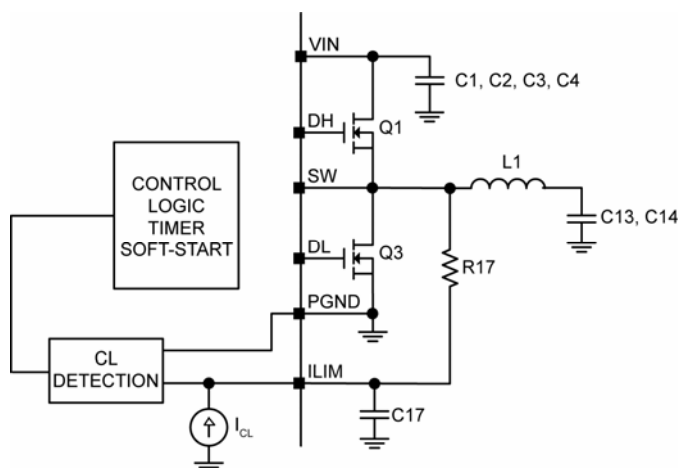 VIN
C1, C2, C3, C4
DH
Q1
CONTROL
LOGIC
TIMER
SOFT-START
SW
L1
C13, C14
DL
Q3
R17
PGND
CL
DETECTION
ILIM
C17
ICL